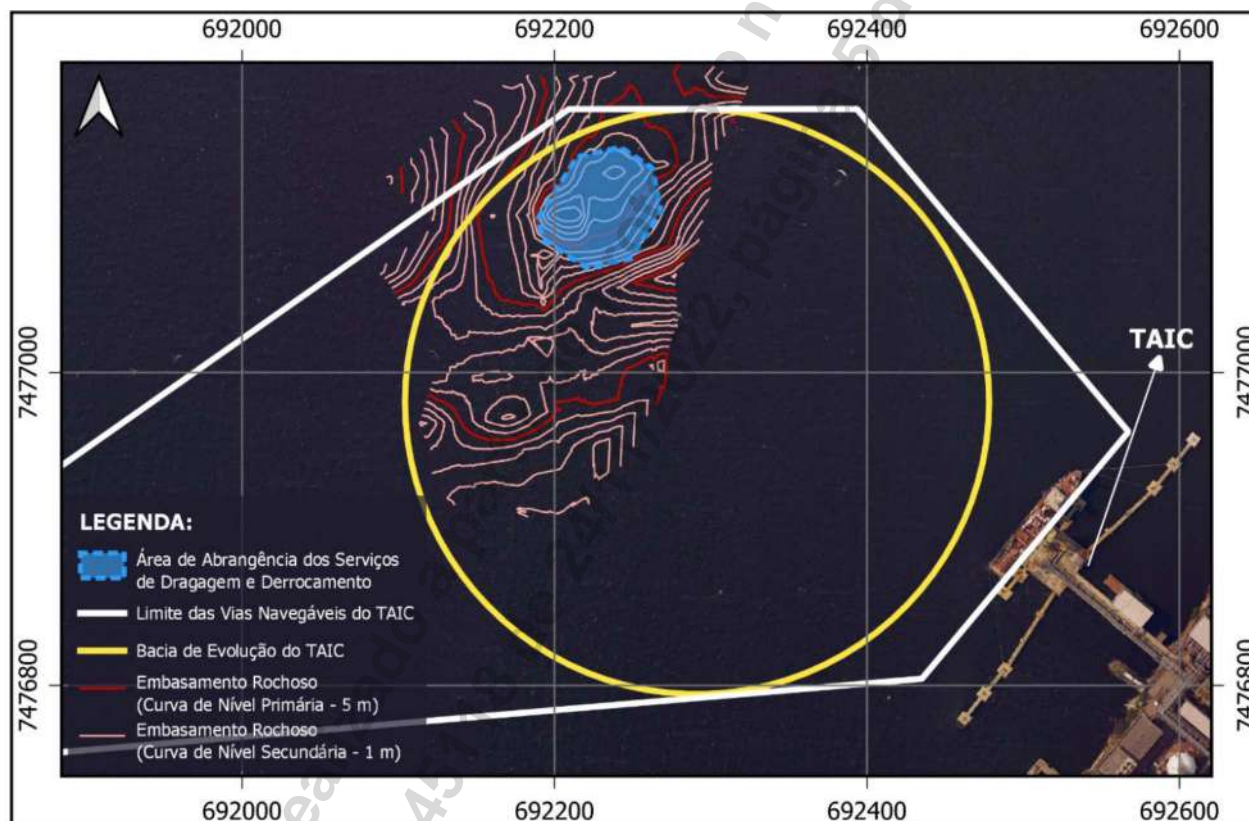 692000 692200 692400 692600
7477000 7477000
TAIC
LEGENDA:
Área de Abrangência dos Serviços
de Dragagem e Derrocamento
Limite das Vias Navegáveis do TAIC
Bacia de Evolução do TAIC
Embasamento Rochoso
(Curva de Nível Primária - 5 m)
Embasamento Rochoso
(Curva de Nível Secundária - 1 m)
7476800 7476800
692000 692200 692400 692600